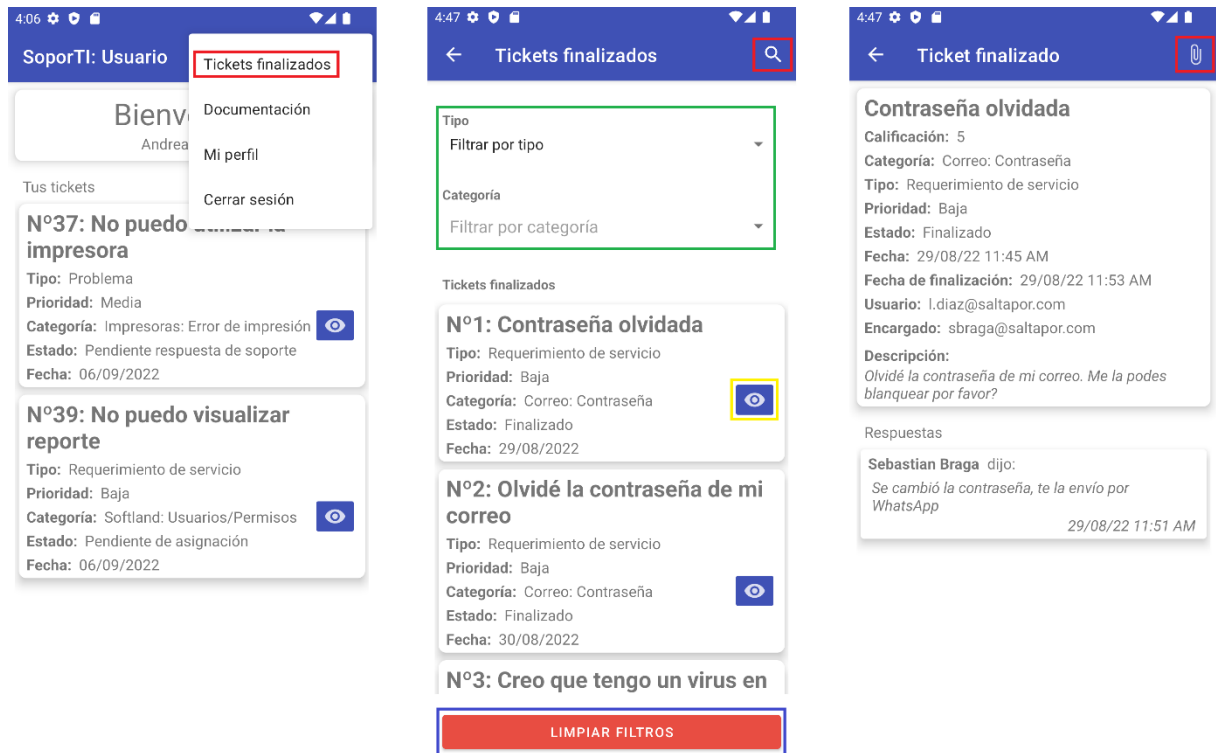 4:06
SoporTI: Usuario
Tickets finalizados
Documentación
Mi perfil
Cerrar sesión
Bienv
Andrea
Tus tickets
Nº37: No puedo utilizar la
impresora
Tipo: Problema
Prioridad: Media
Categoría: Impresoras: Error de impresión
Estado: Pendiente respuesta de soporte
Fecha: 06/09/2022
Nº39: No puedo visualizar
reporte
Tipo: Requerimiento de servicio
Prioridad: Baja
Categoría: Softland: Usuarios/Permisos
Estado: Pendiente de asignación
Fecha: 06/09/2022
4:47
Tickets finalizados
Tipo
Filtrar por tipo
Categoría
Filtrar por categoría
Tickets finalizados
Nº1: Contraseña olvidada
Tipo: Requerimiento de servicio
Prioridad: Baja
Categoría: Correo: Contraseña
Estado: Finalizado
Fecha: 29/08/2022
Nº2: Olvidé la contraseña de mi
correo
Tipo: Requerimiento de servicio
Prioridad: Baja
Categoría: Correo: Contraseña
Estado: Finalizado
Fecha: 30/08/2022
Nº3: Creo que tengo un virus en
LIMPIAR FILTROS
4:47
Ticket finalizado
Contraseña olvidada
Calificación: 5
Categoría: Correo: Contraseña
Tipo: Requerimiento de servicio
Prioridad: Baja
Estado: Finalizado
Fecha: 29/08/22 11:45 AM
Fecha de finalización: 29/08/22 11:53 AM
Usuario: l.diaz@saltapor.com
Encargado: sbraga@saltapor.com
Descripción:
Olvidé la contraseña de mi correo. Me la podes
blanquear por favor?
Respuestas
Sebastian Braga dijo:
Se cambió la contraseña, te la envío por
WhatsApp
29/08/22 11:51 AM